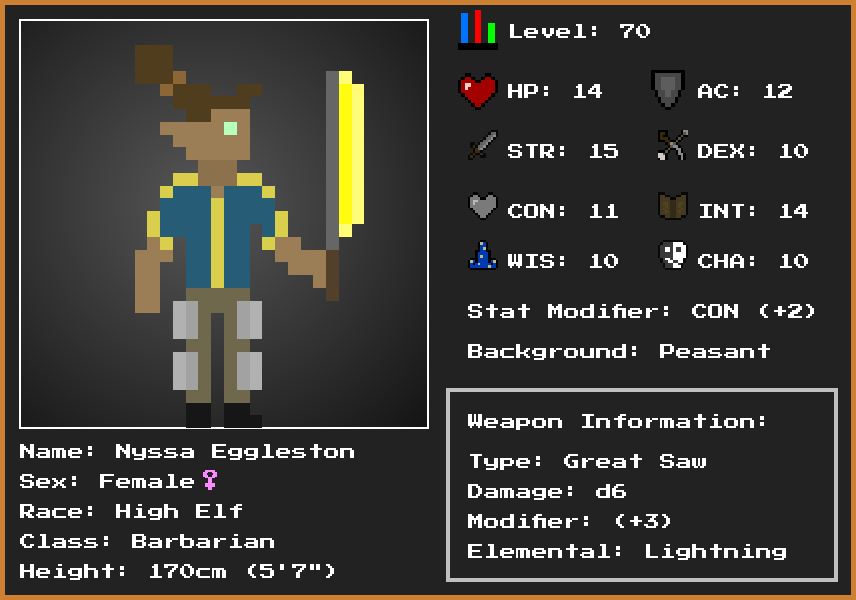 Level: 70
HP: 14 AC: 12
STR: 15 DEX: 10
CON: 11 INT: 14
WIS: 10 CHA: 10
Stat Modifier: CON (+2)
Background: Peasant
Weapon Information:
Type: Great Saw
Damage: d6
Modifier: (+3)
Elemental: Lightning
Name: Nyssa Eggleston
Sex: Female♀
Race: High Elf
Class: Barbarian
Height: 170cm (5'7")